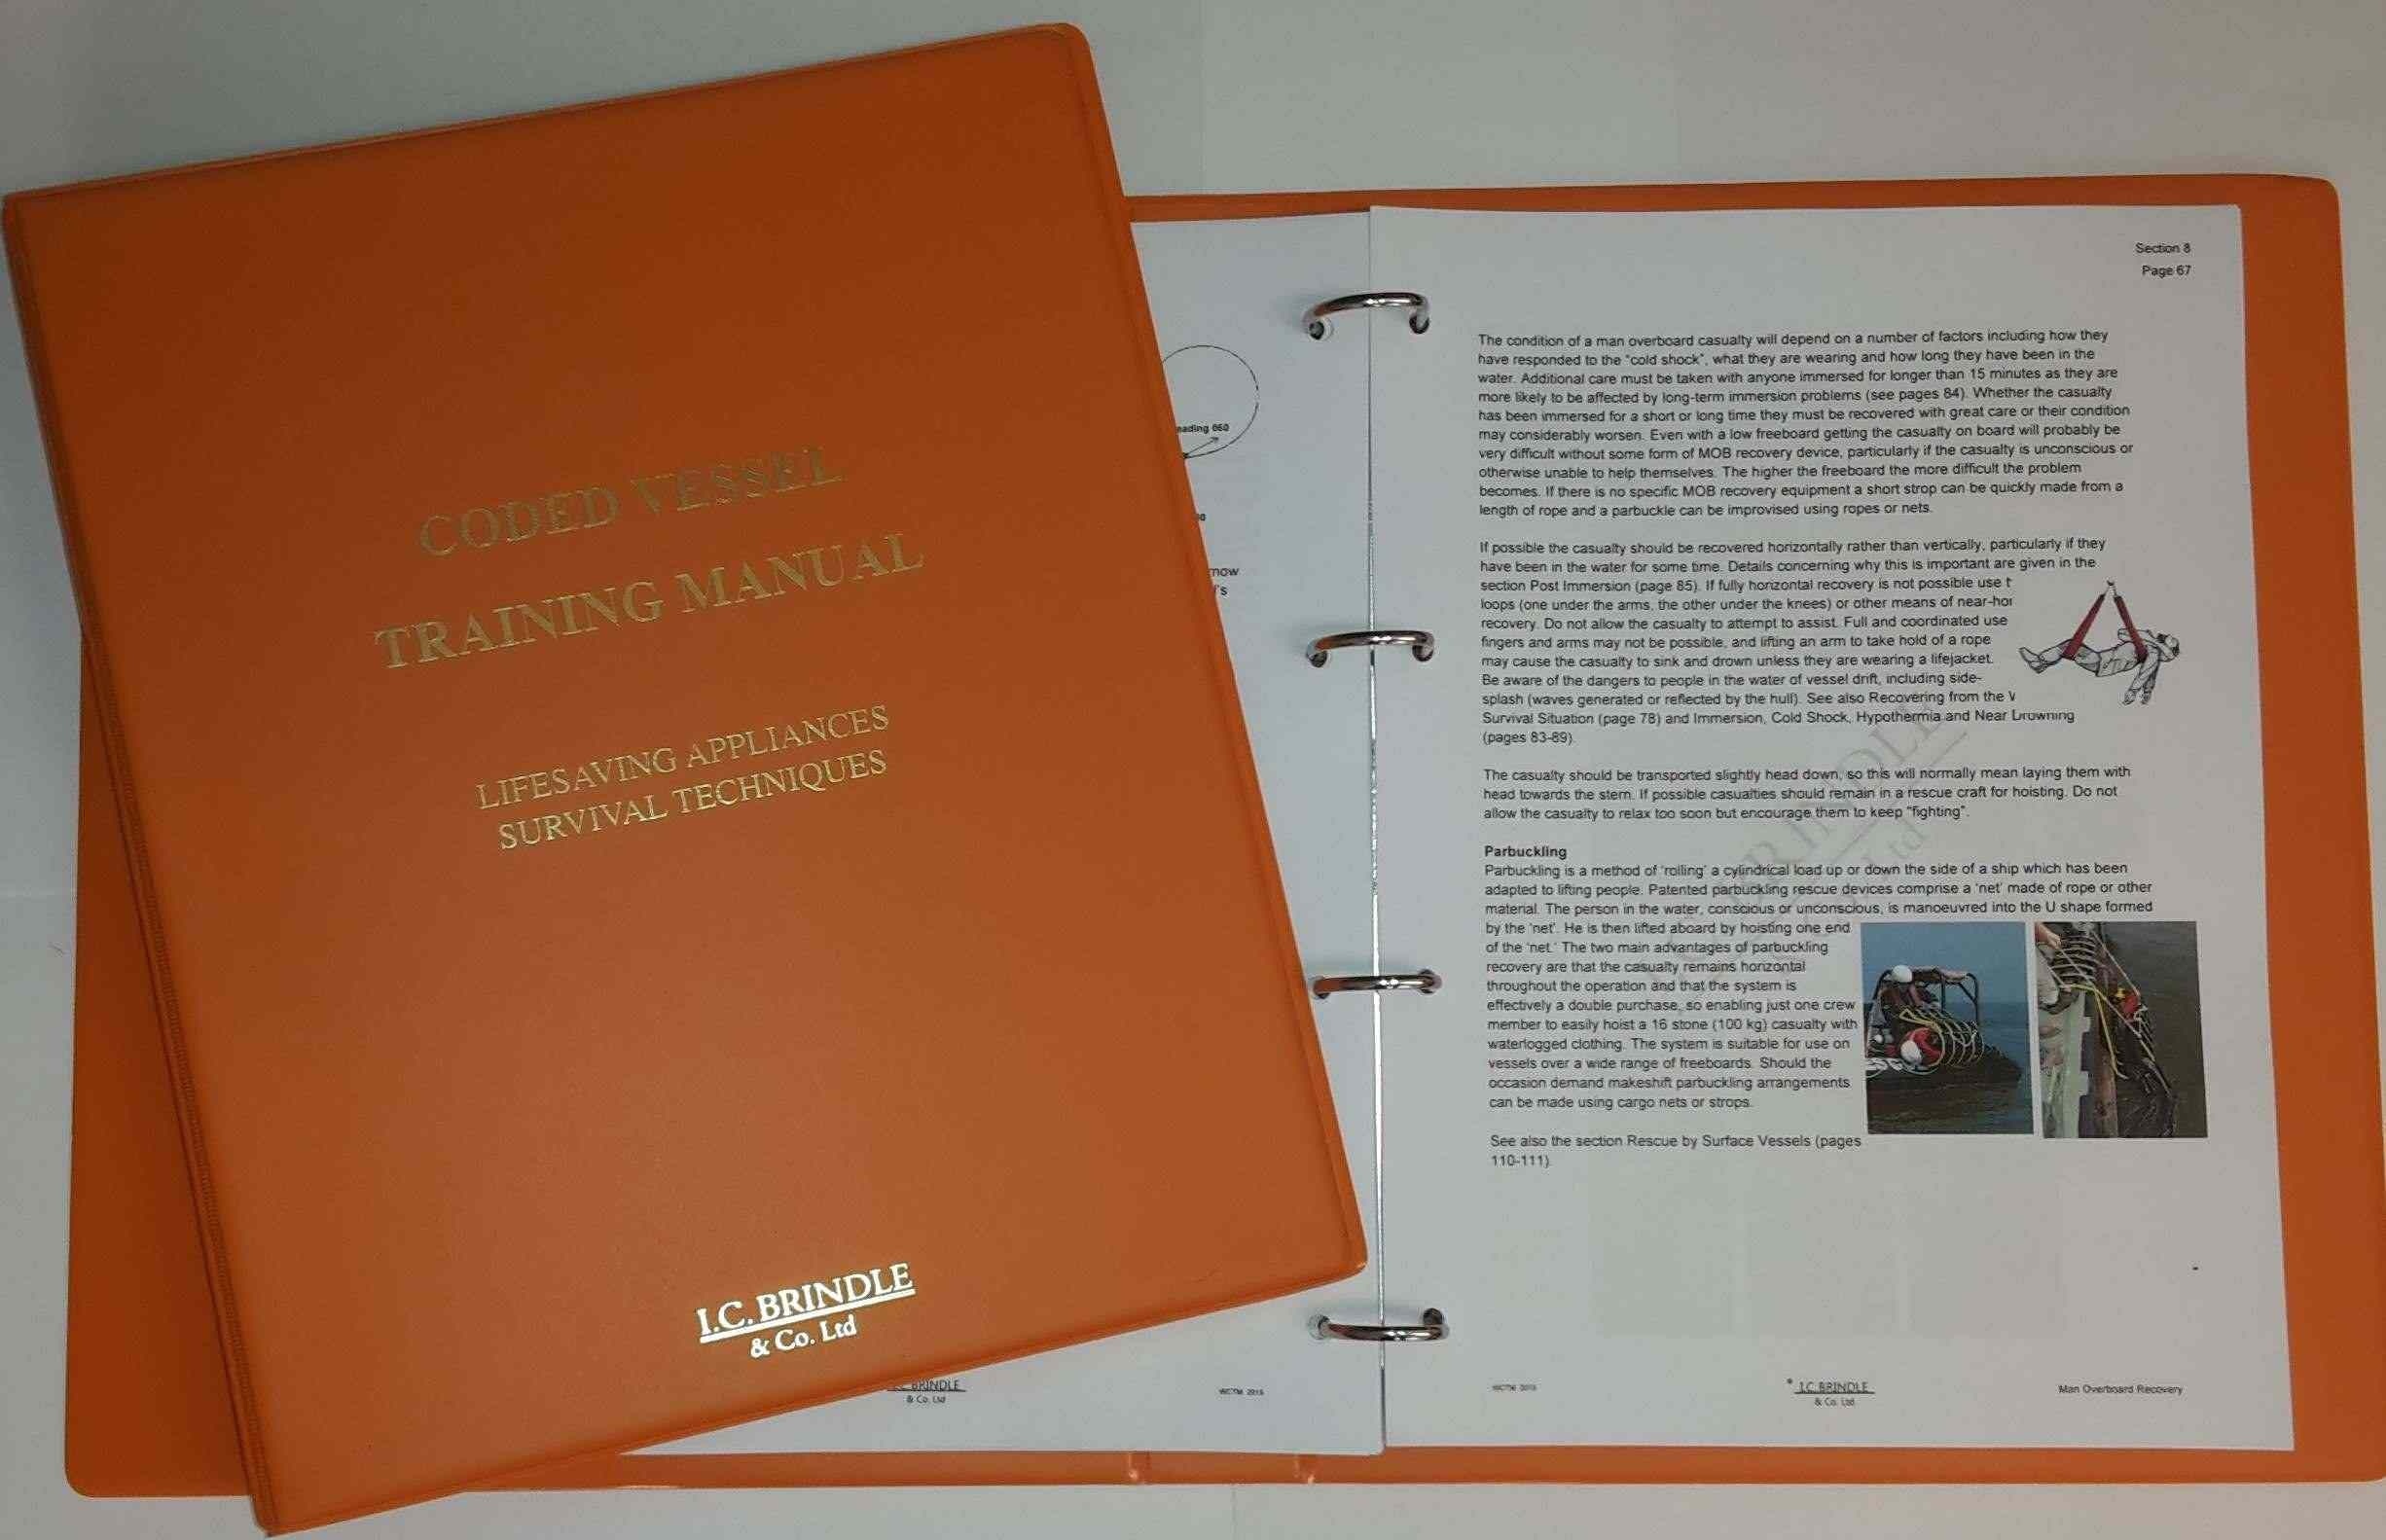 CODED VESSEL
TRAINING MANUAL
LIFESAVING APPLIANCES
SURVIVAL TECHNIQUES
I.C. BRINDLE
& Co. Ltd
eading 060
now
's
BRINDLE
& Co. Ltd
Section 8
Page 67
The condition of a man overboard casualty will depend on a number of factors including how they
have responded to the "cold shock", what they are wearing and how long they have been in the
water. Additional care must be taken with anyone immersed for longer than 15 minutes as they are
more likely to be affected by long-term immersion problems (see pages 84). Whether the casualty
has been immersed for a short or long time they must be recovered with great care or their condition
may considerably worsen. Even with a low freeboard getting the casualty on board will probably be
very difficult without some form of MOB recovery device, particularly if the casualty is unconscious or
otherwise unable to help themselves. The higher the freeboard the more difficult the problem
becomes. If there is no specific MOB recovery equipment a short strop can be quickly made from a
length of rope and a parbuckle can be improvised using ropes or nets.
If possible the casualty should be recovered horizontally rather than vertically, particularly if they
have been in the water for some time. Details concerning why this is important are given in the
section Post Immersion (page 85). If fully horizontal recovery is not possible use t
loops (one under the arms, the other under the knees) or other means of near-hor
recovery. Do not allow the casualty to attempt to assist. Full and coordinated use
fingers and arms may not be possible, and lifting an arm to take hold of a rope
may cause the casualty to sink and drown unless they are wearing a lifejacket.
Be aware of the dangers to people in the water of vessel drift, including side-
splash (waves generated or reflected by the hull). See also Recovering from the
Survival Situation (page 78) and Immersion, Cold Shock, Hypothermia and Near Drowning
(pages 83-89).
The casualty should be transported slightly head down, so this will normally mean laying them with
head towards the stern. If possible casualties should remain in a rescue craft for hoisting. Do not
allow the casualty to relax too soon but encourage them to keep "fighting".
Parbuckling
Parbuckling is a method of 'rolling' a cylindrical load up or down the side of a ship which has been
adapted to lifting people. Patented parbuckling rescue devices comprise a 'net' made of rope or other
material. The person in the water, conscious or unconscious, is manoeuvred into the U shape formed
by the 'net'. He is then lifted aboard by hoisting one end
of the 'net.' The two main advantages of parbuckling
recovery are that the casualty remains horizontal
throughout the operation and that the system is
effectively a double purchase, so enabling just one crew
member to easily hoist a 16 stone (100 kg) casualty with
waterlogged clothing. The system is suitable for use on
vessels over a wide range of freeboards. Should the
occasion demand makeshift parbuckling arrangements
can be made using cargo nets or strops.
See also the section Rescue by Surface Vessels (pages
110-111).
I.C. BRINDLE
& Co. Ltd
Man Overboard Recovery